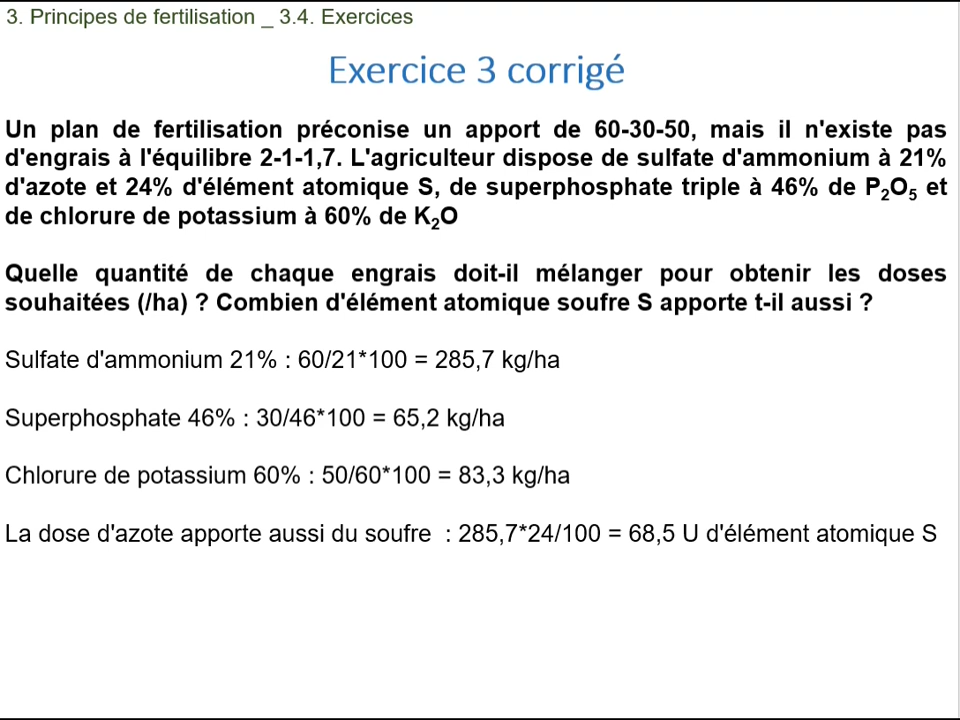 3. Principes de fertilisation _ 3.4. Exercices
Exercice 3 corrigé
Un plan de fertilisation préconise un apport de 60-30-50, mais il n'existe pas
d'engrais à l'équilibre 2-1-1,7. L'agriculteur dispose de sulfate d'ammonium à 21%
d'azote et 24% d'élément atomique S, de superphosphate triple à 46% de P₂O₅ et
de chlorure de potassium à 60% de K₂O
Quelle quantité de chaque engrais doit-il mélanger pour obtenir les doses
souhaitées (/ha) ? Combien d'élément atomique soufre S apporte t-il aussi ?
Sulfate d'ammonium 21% : 60/21*100 = 285,7 kg/ha
Superphosphate 46% : 30/46*100 = 65,2 kg/ha
Chlorure de potassium 60% : 50/60*100 = 83,3 kg/ha
La dose d'azote apporte aussi du soufre : 285,7*24/100 = 68,5 U d'élément atomique S